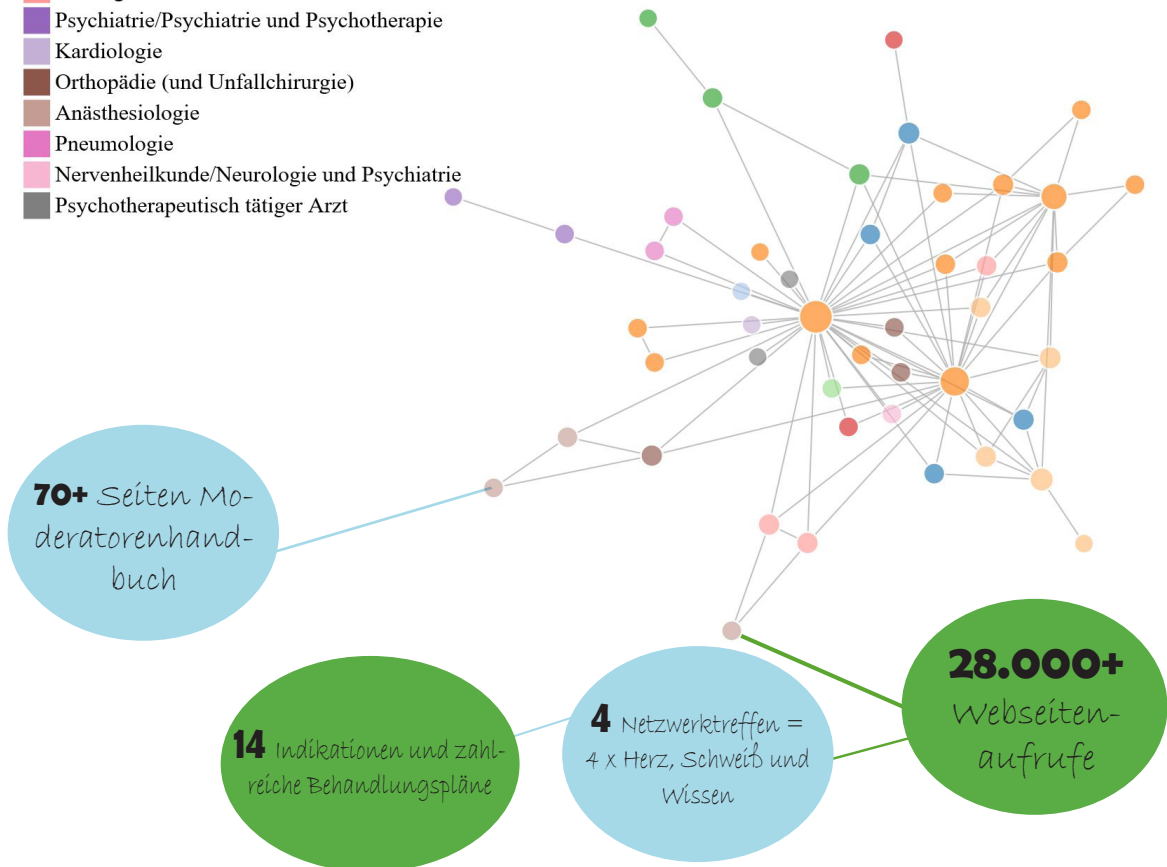 Psychiatrie/Psychiatrie und Psychotherapie
Kardiologie
Orthopädie (und Unfallchirurgie)
Anästhesiologie
Pneumologie
Nervenheilkunde/Neurologie und Psychiatrie
Psychotherapeutisch tätiger Arzt
70+ Seiten Mo-
deratorenhand-
buch
14 Indikationen und zahl-
reiche Behandlungspläne
4 Netzwerktreffen =
4 x Herz, Schweiß und
Wissen
28.000+
Webseiten-
aufrufe